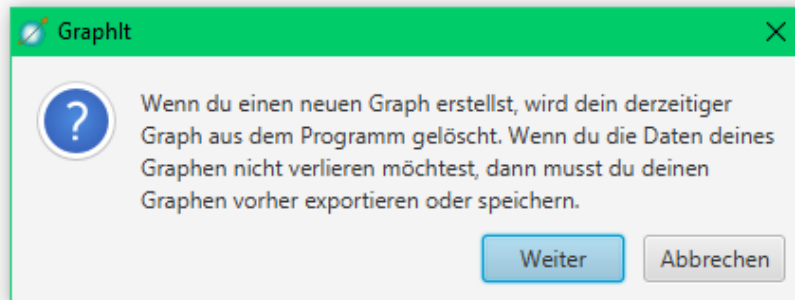 GraphIt
Wenn du einen neuen Graph erstellst, wird dein derzeitiger
Graph aus dem Programm gelöscht. Wenn du die Daten deines
Graphen nicht verlieren möchtest, dann musst du deinen
Graphen vorher exportieren oder speichern.
Weiter
Abbrechen